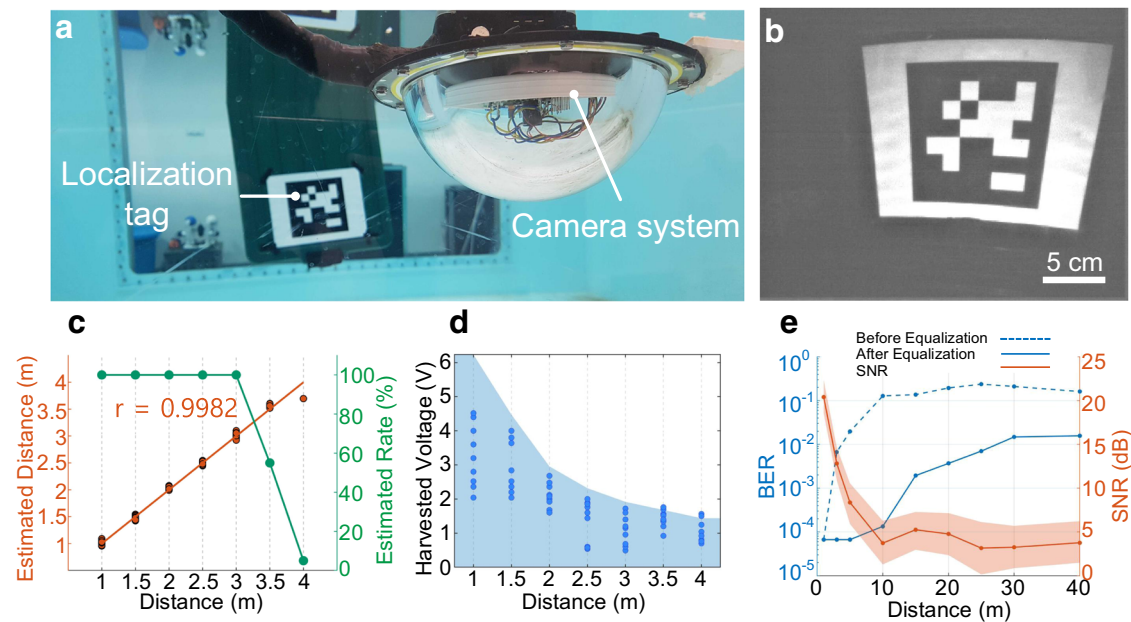 a
Localization
tag
Camera system
b
5 cm
c
Estimated Distance (m)
4
3.5
3
2.5
2
1.5
1
r = 0.9982
100
80
60
40
20
0
Estimated Rate (%)
1 1.5 2 2.5 3 3.5 4
Distance (m)
d
Harvested Voltage (V)
6
5
4
3
2
1
0
1 1.5 2 2.5 3 3.5 4
Distance (m)
e
Before Equalization
After Equalization
SNR
BER
10^0
10^-1
10^-2
10^-3
10^-4
10^-5
25
20
15
10
5
0
SNR (dB)
0 10 20 30 40
Distance (m)